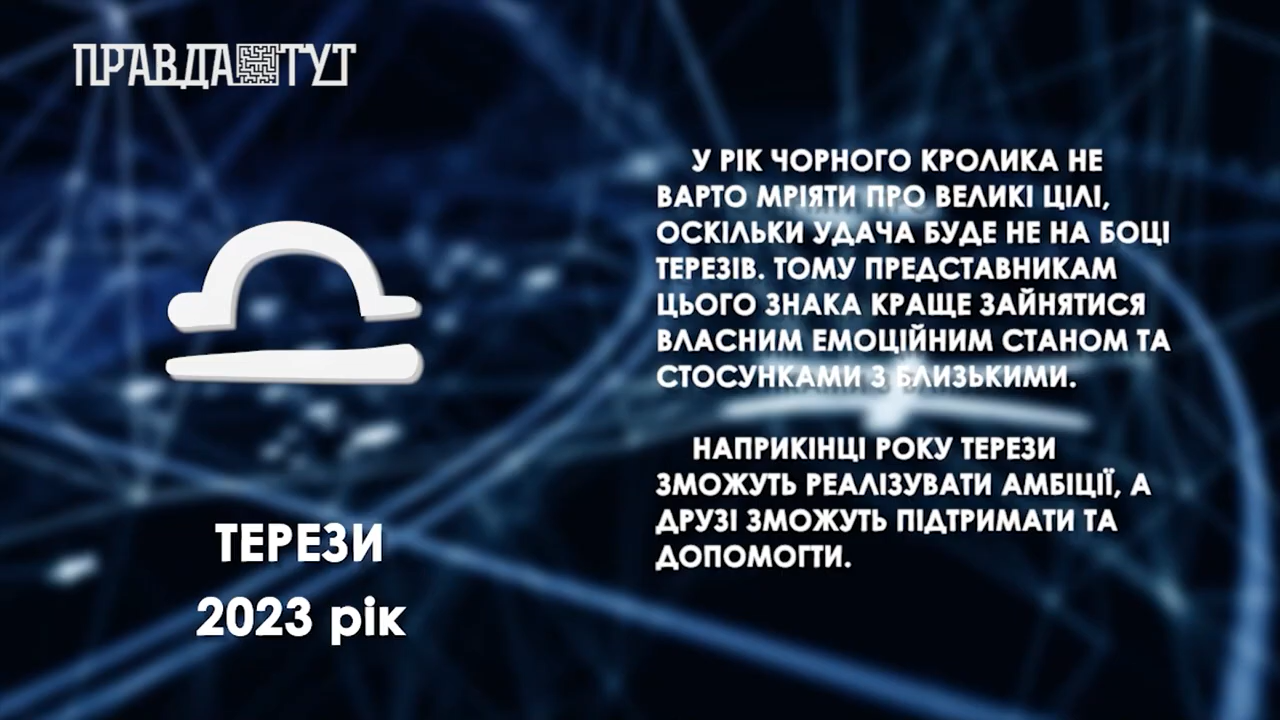 ПРАВДА ТУТ
У РІК ЧОРНОГО КРОЛИКА НЕ
ВАРТО МРІЯТИ ПРО ВЕЛИКІ ЦІЛІ,
ОСКІЛЬКИ УДАЧА БУДЕ НЕ НА БОЦІ
ТЕРЕЗІВ. ТОМУ ПРЕДСТАВНИКАМ
ЦЬОГО ЗНАКА КРАЩЕ ЗАЙНЯТИСЯ
ВЛАСНИМ ЕМОЦІЙНИМ СТАНОМ ТА
СТОСУНКАМИ З БЛИЗЬКИМИ.
НАПРИКІНЦІ РОКУ ТЕРЕЗИ
ЗМОЖУТЬ РЕАЛІЗУВАТИ АМБІЦІЇ, А
ДРУЗІ ЗМОЖУТЬ ПІДТРИМАТИ ТА
ДОПОМОГТИ.
ТЕРЕЗИ
2023 рік